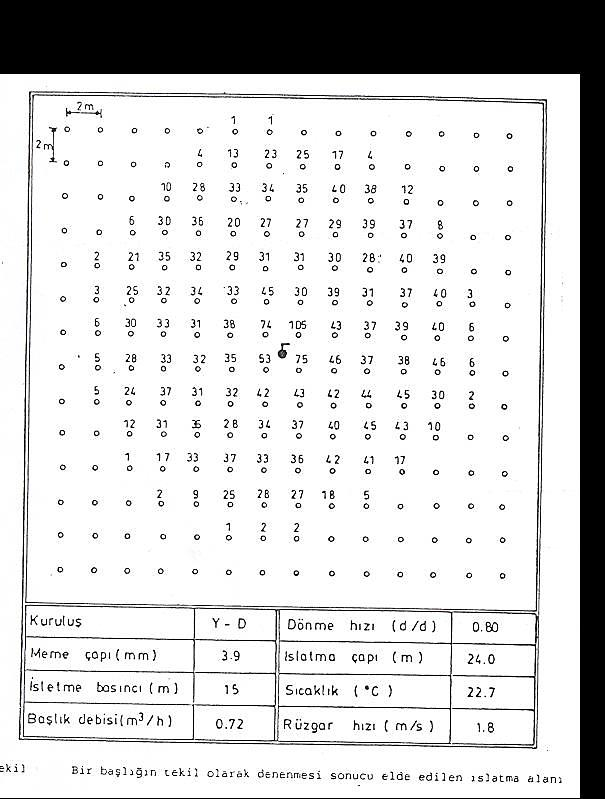 2 m
1 1
2 m
4 13 23 25 17 4
10 28 33 34 35 40 38 12
6 30 36 20 27 27 29 39 37 8
2 21 35 32 29 31 31 30 28 40 39
3 25 32 34 33 45 30 39 31 37 40 3
6 30 33 31 38 74 105 43 37 39 40 6
5 28 33 32 35 53 75 46 37 38 46 6
5 24 37 31 32 42 43 42 44 45 30 2
12 31 36 28 34 37 40 45 43 10
1 17 33 37 33 36 42 41 17
2 9 25 28 27 18 5
1 2 2
Kuruluş Y - D Dönme hızı (d/d) 0.80
Meme çapı (mm) 3.9 Islatma çapı (m) 24.0
İşletme basıncı (m) 15 Sıcaklık (°C) 22.7
Başlık debisi (m³/h) 0.72 Rüzgar hızı (m/s) 1.8
ekil Bir başlığın tekil olarak denenmesi sonucu elde edilen ıslatma alanı